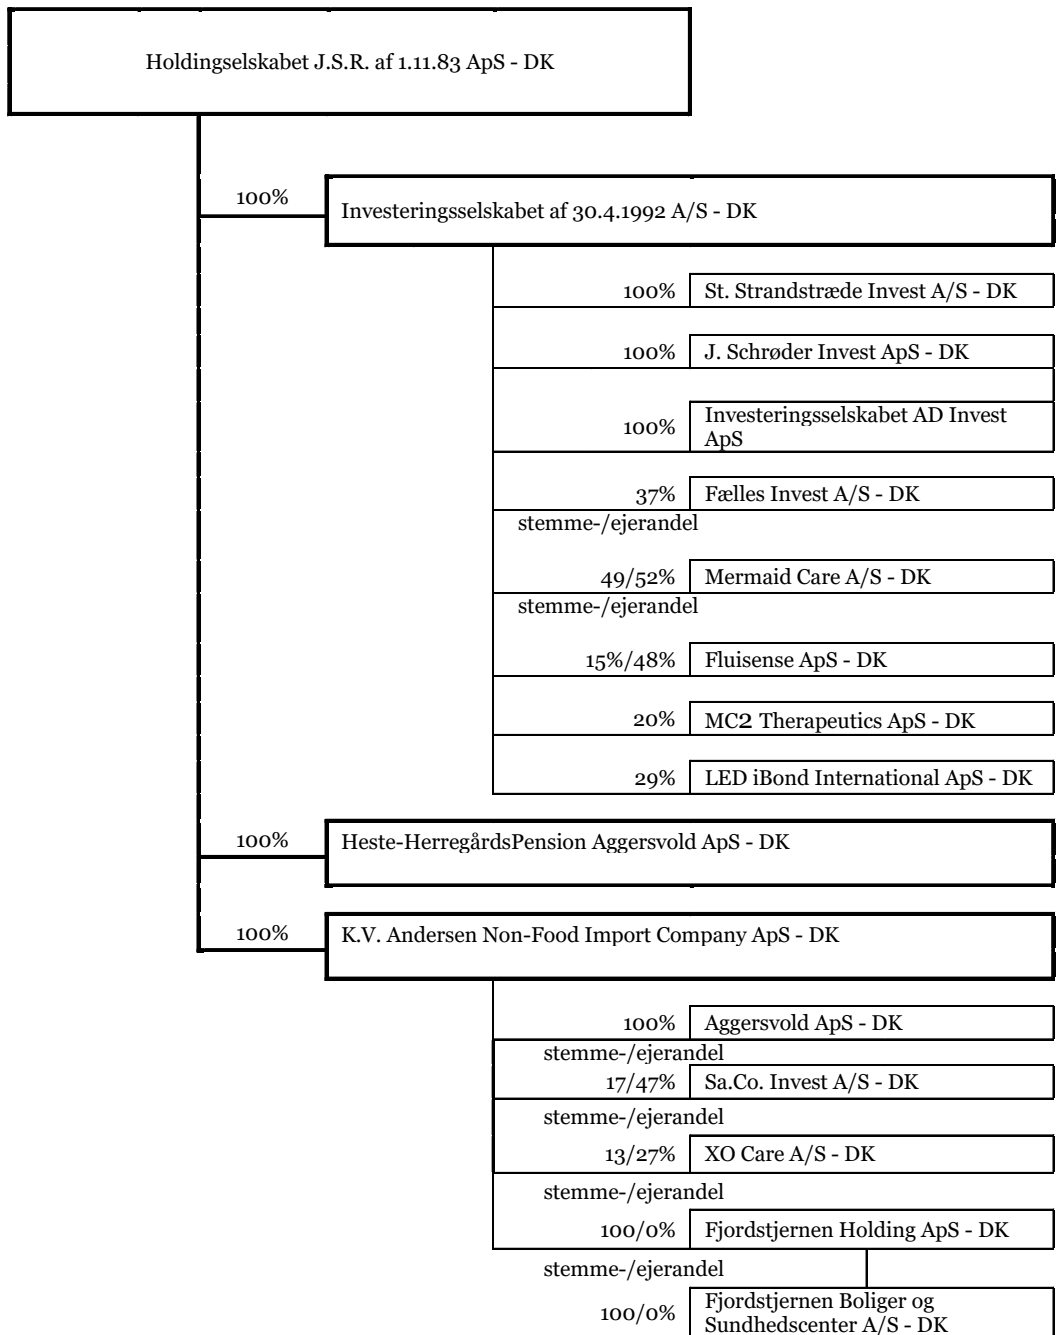 Holdingselskabet J.S.R. af 1.11.83 ApS - DK
100%
Investeringsselskabet af 30.4.1992 A/S - DK
100%
St. Strandstræde Invest A/S - DK
100%
J. Schrøder Invest ApS - DK
100%
Investeringsselskabet AD Invest
ApS
37%
Fælles Invest A/S - DK
stemme-/ejerandel
49/52%
Mermaid Care A/S - DK
stemme-/ejerandel
15%/48%
Fluisense ApS - DK
20%
MC2 Therapeutics ApS - DK
29%
LED iBond International ApS - DK
100%
Heste-HerregårdsPension Aggersvold ApS - DK
100%
K.V. Andersen Non-Food Import Company ApS - DK
100%
Aggersvold ApS - DK
stemme-/ejerandel
17/47%
Sa.Co. Invest A/S - DK
stemme-/ejerandel
13/27%
XO Care A/S - DK
stemme-/ejerandel
100/0%
Fjordstjernen Holding ApS - DK
stemme-/ejerandel
100/0%
Fjordstjernen Boliger og
Sundhedscenter A/S - DK